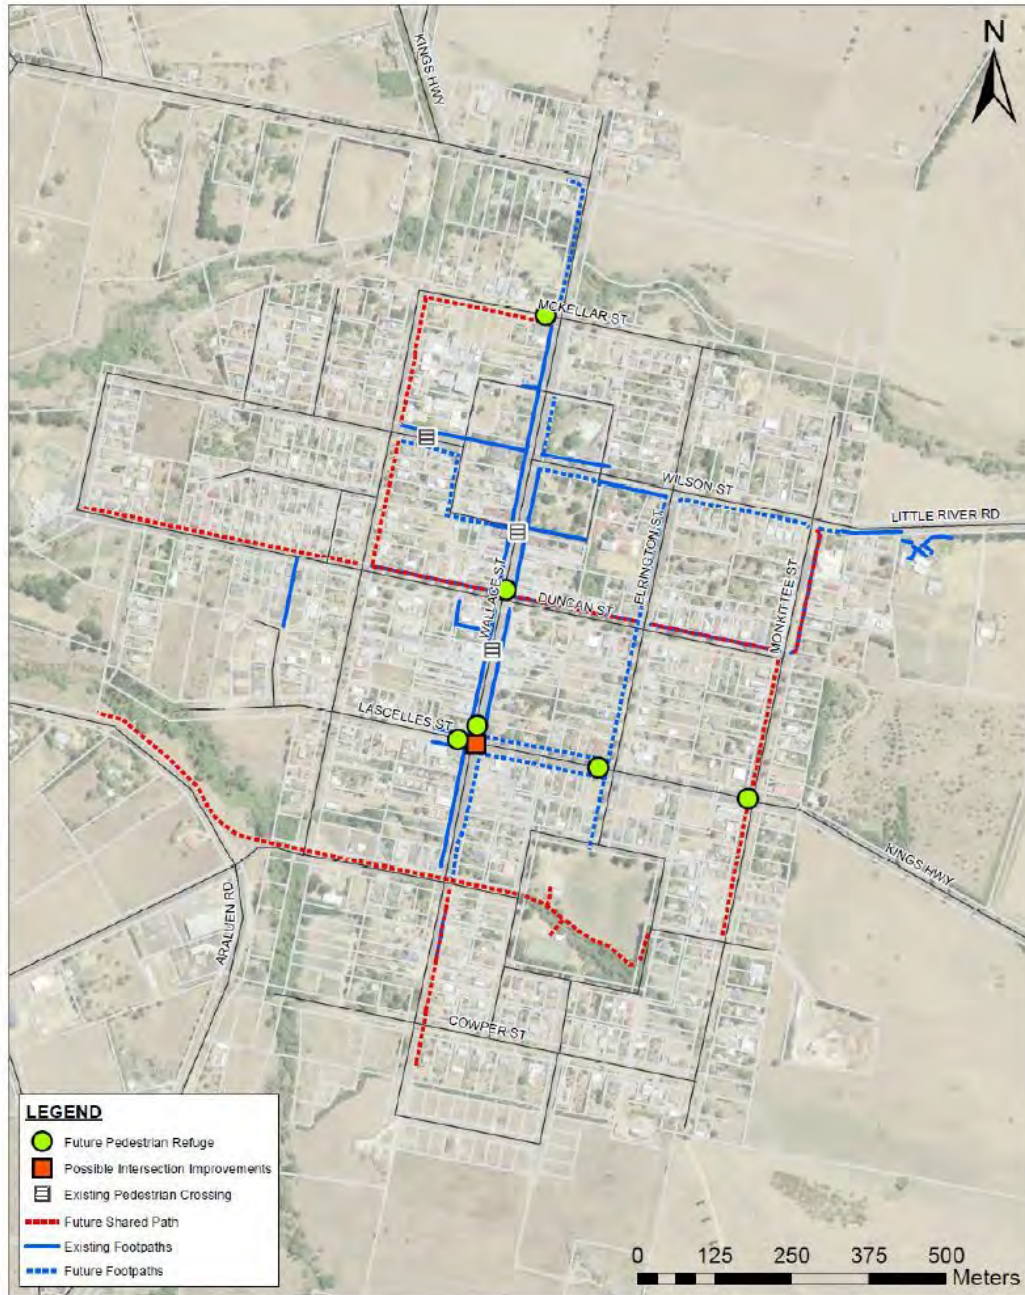 N
KINGS HWY
MCKELLAR ST
WILSON ST
LITTLE RIVER RD
ELRINGTON ST
WALLACE ST
DUNCAN ST
MONKITTEE ST
LASCELLES ST
KINGS HWY
ARALUEN RD
COWPER ST
LEGEND
Future Pedestrian Refuge
Possible Intersection Improvements
Existing Pedestrian Crossing
Future Shared Path
Existing Footpaths
Future Footpaths
0 125 250 375 500
Meters